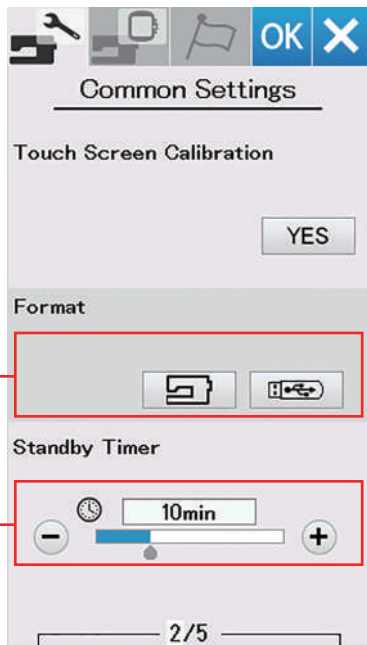 OK
Common Settings
Touch Screen Calibration
YES
Format
Standby Timer
10min
2/5